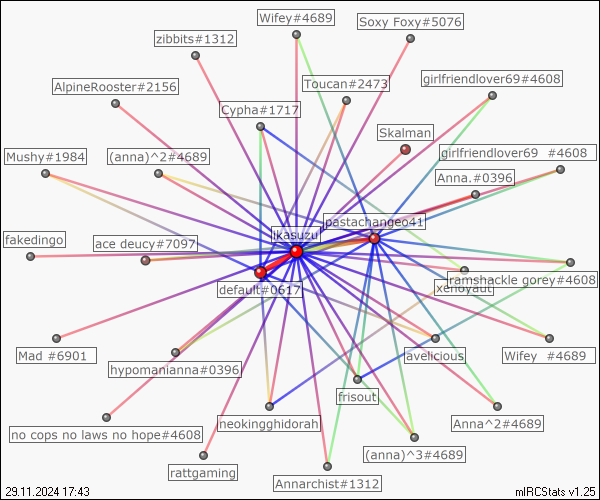 Wifey#4689
Soxy Foxy#5076
zibbits#1312
Toucan#2473
girlfriendlover69#4608
AlpineRooster#2156
Cypha#1717
Skalman
Mushy#1984
(anna)^2#4689
girlfriendlover69 #4608
Anna.#0396
pastachangeo41
ikasuzu
fakedingo
ace deucy#7097
default#0617
xenoyaut
ramshackle gorey#4608
Mad #6901
hypomanianna#0396
lavelicious
Wifey #4689
frisout
no cops no laws no hope#4608
neokingghidorah
Anna^2#4689
(anna)^3#4689
rattgaming
Annarchist#1312
29.11.2024 17:43
mIRCStats v1.25